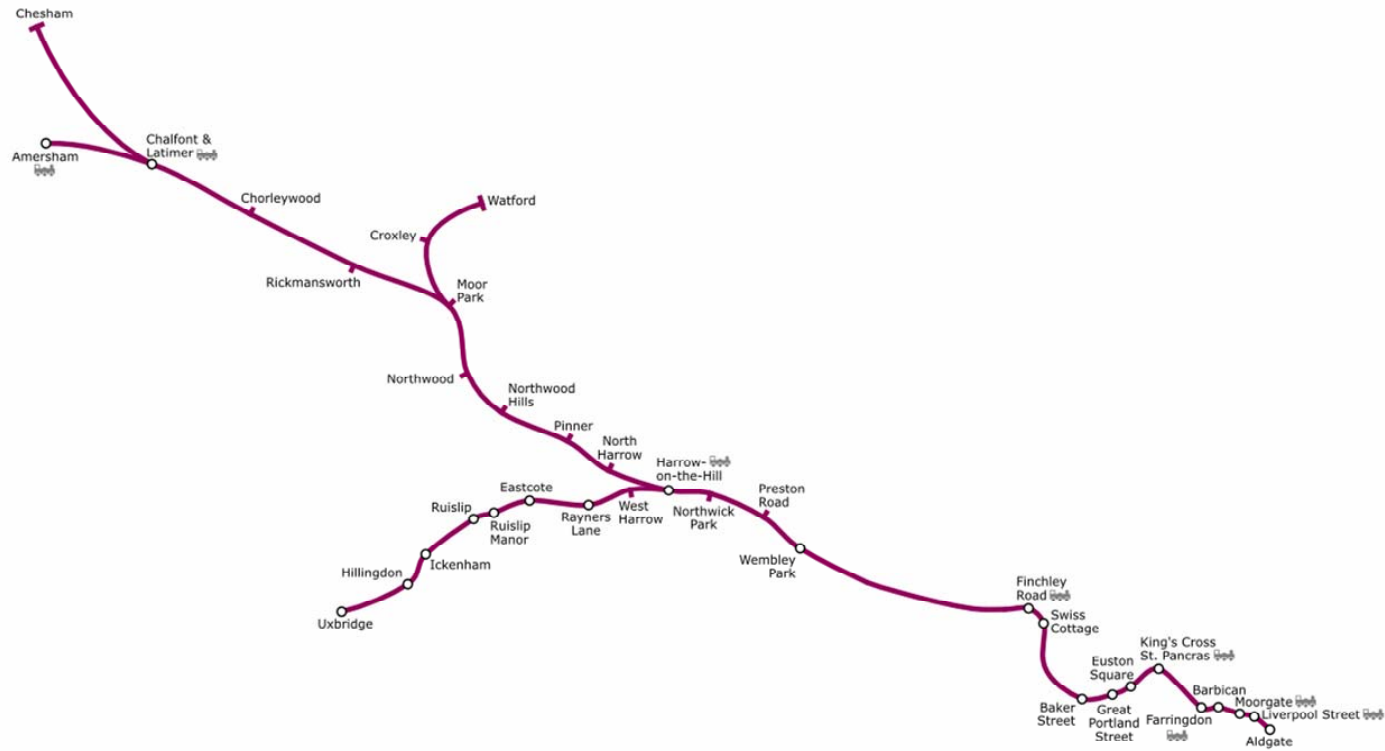 Chesham
Amersham
Chalfont &
Latimer
Chorleywood
Rickmansworth
Watford
Croxley
Moor
Park
Northwood
Northwood
Hills
Pinner
North
Harrow
Harrow-
on-the-Hill
West
Harrow
Rayners
Lane
Eastcote
Ruislip
Manor
Ruislip
Ickenham
Hillingdon
Uxbridge
Northwick
Park
Preston
Road
Wembley
Park
Finchley
Road
Swiss
Cottage
Baker
Street
Great
Portland
Street
Euston
Square
King's Cross
St. Pancras
Farringdon
Barbican
Moorgate
Liverpool Street
Aldgate